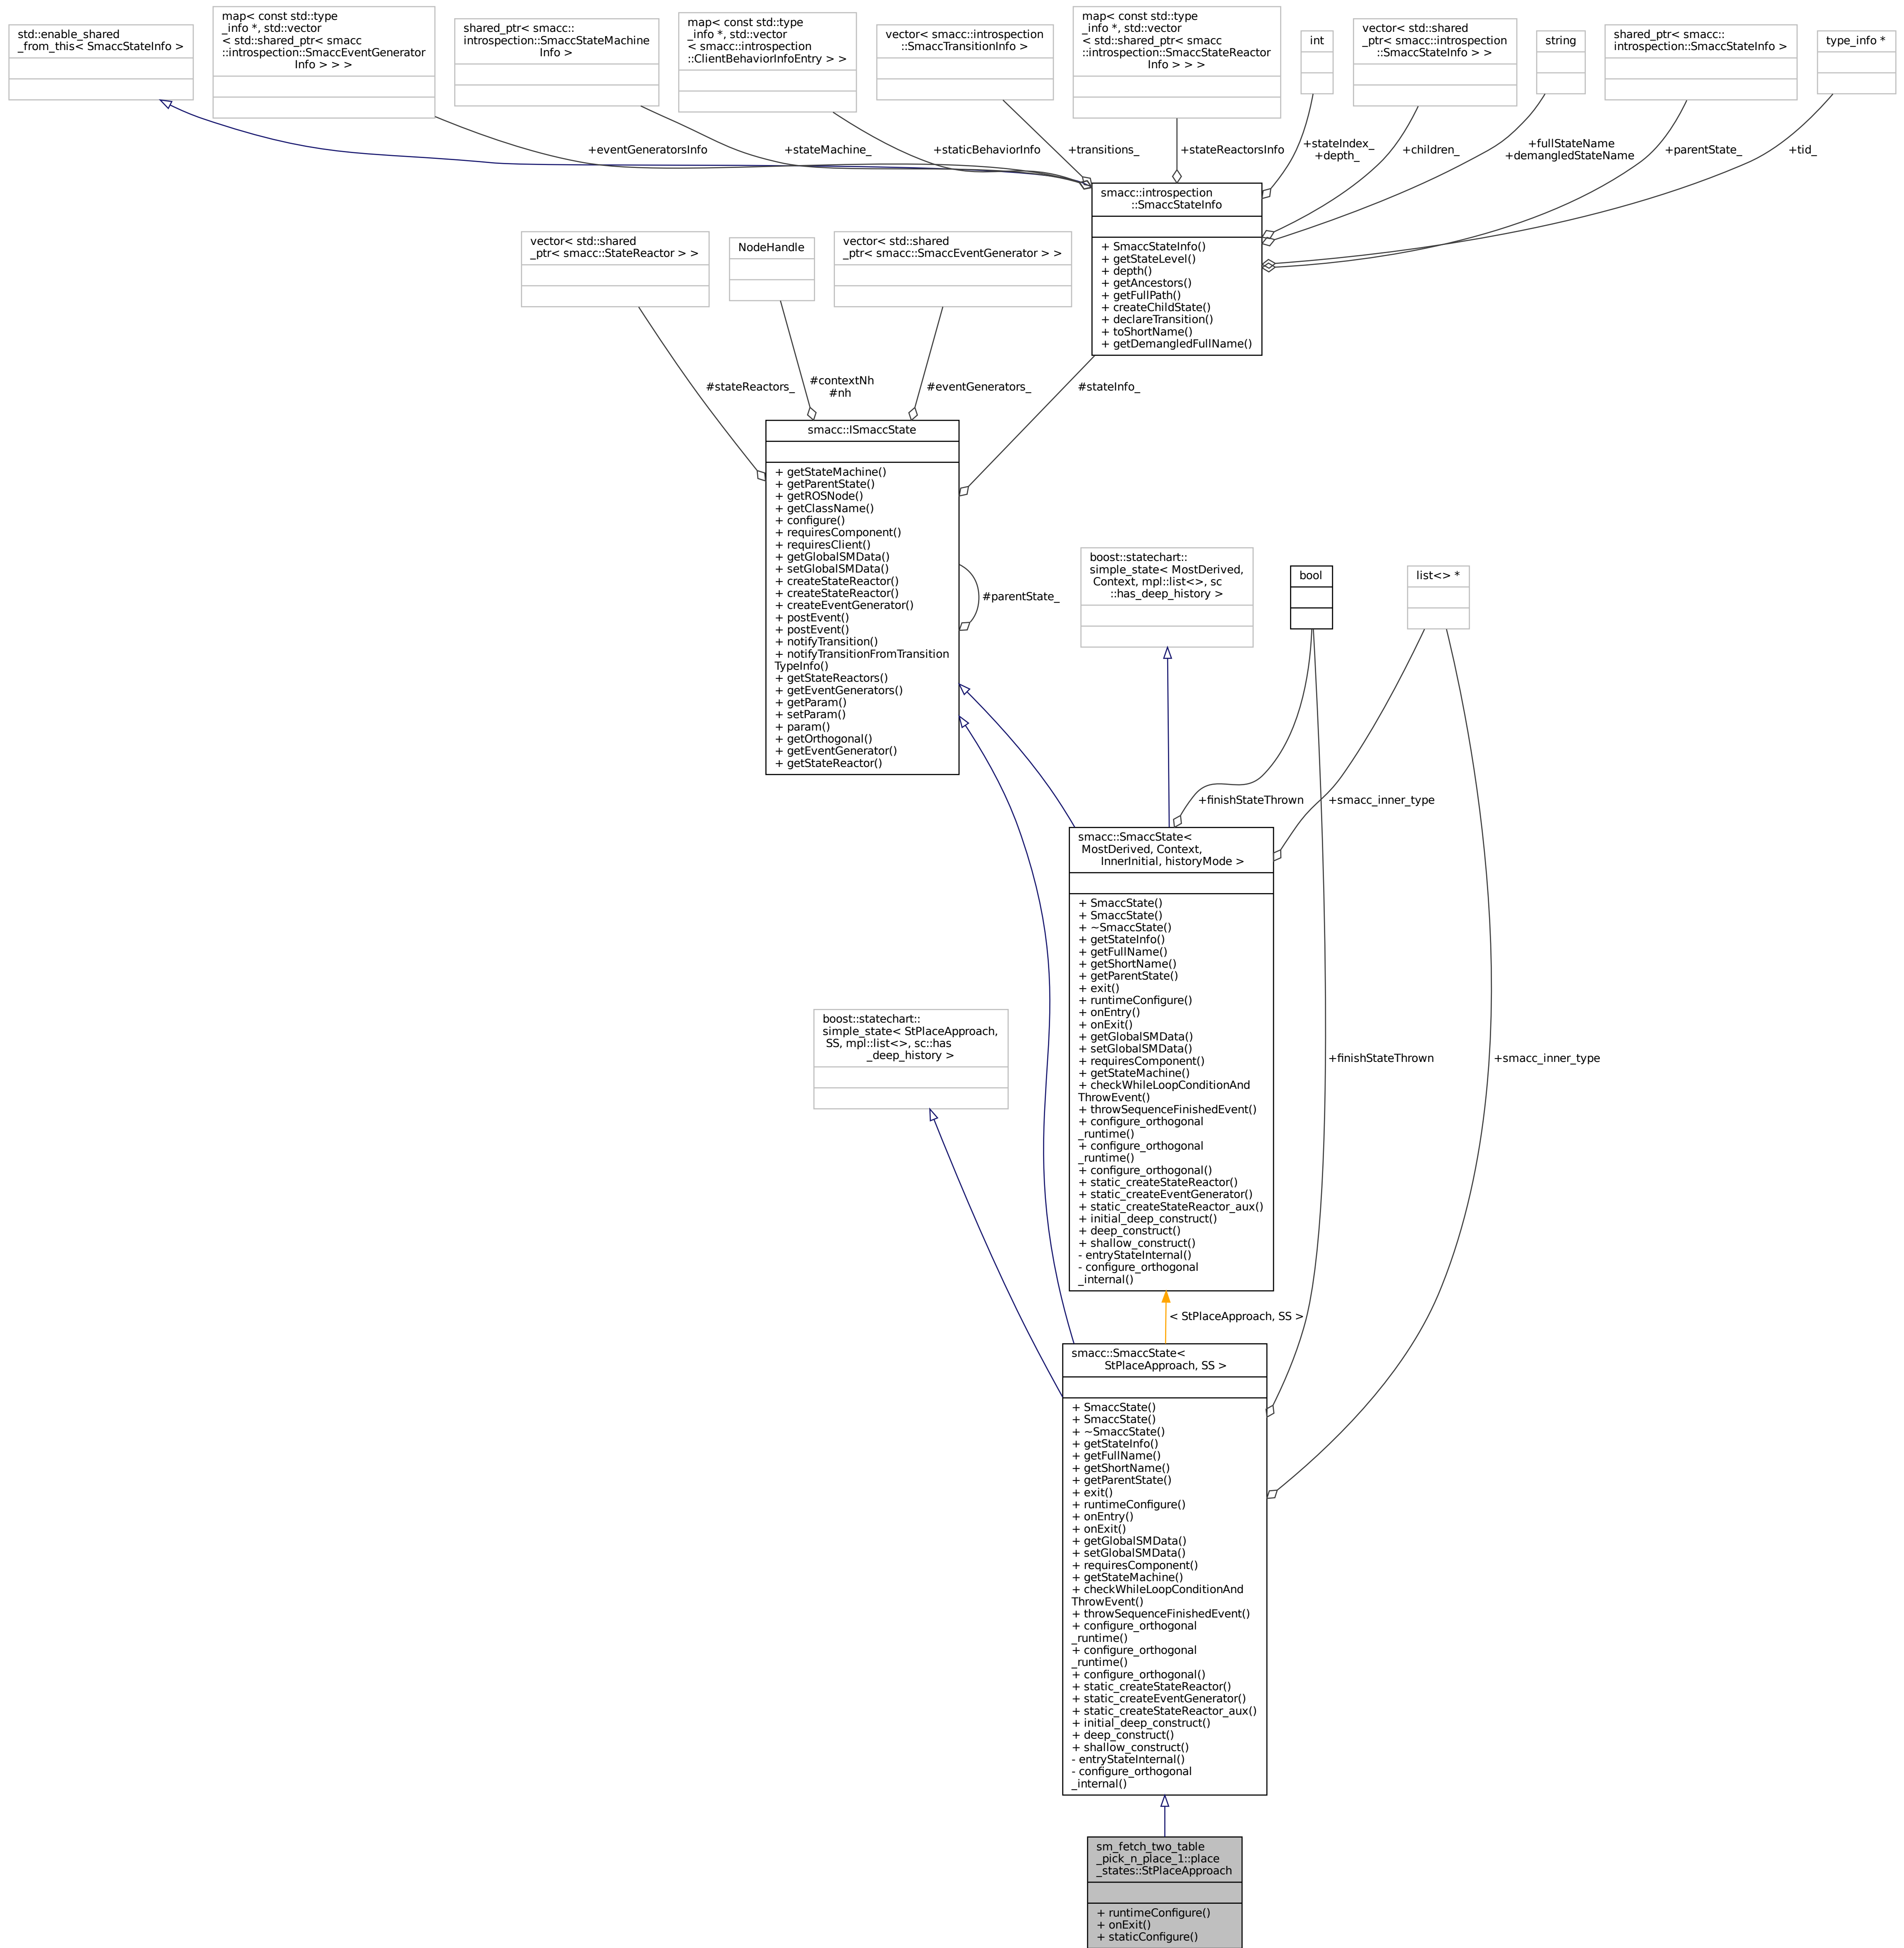 std::enable_shared
_from_this< SmaccStateInfo >
map< const std::type
_info *, std::vector
< std::shared_ptr< smacc
::introspection::SmaccEventGenerator
Info > > >
shared_ptr< smacc::
introspection::SmaccStateMachine
Info >
map< const std::type
_info *, std::vector
< smacc::introspection
::ClientBehaviorInfoEntry > >
vector< smacc::introspection
::SmaccTransitionInfo >
map< const std::type
_info *, std::vector
< std::shared_ptr< smacc
::introspection::SmaccStateReactor
Info > > >
int
vector< std::shared
_ptr< smacc::introspection
::SmaccStateInfo > >
string
shared_ptr< smacc::
introspection::SmaccStateInfo >
type_info *
+eventGeneratorsInfo
+stateMachine_
+staticBehaviorInfo
+transitions_
+stateReactorsInfo
+stateIndex_
+depth_
+children_
+fullStateName
+demangledStateName
+parentState_
+tid_
smacc::introspection
::SmaccStateInfo
+ SmaccStateInfo()
+ getStateLevel()
+ depth()
+ getAncestors()
+ getFullPath()
+ createChildState()
+ declareTransition()
+ toShortName()
+ getDemangledFullName()
vector< std::shared
_ptr< smacc::StateReactor > >
NodeHandle
vector< std::shared
_ptr< smacc::SmaccEventGenerator > >
#stateReactors_
#contextNh
#nh
#eventGenerators_
#stateInfo_
smacc::ISmaccState
+ getStateMachine()
+ getParentState()
+ getROSNode()
+ getClassName()
+ configure()
+ requiresComponent()
+ requiresClient()
+ getGlobalSMData()
+ setGlobalSMData()
+ createStateReactor()
+ createStateReactor()
+ createEventGenerator()
+ postEvent()
+ postEvent()
+ notifyTransition()
+ notifyTransitionFromTransition
TypeInfo()
+ getStateReactors()
+ getEventGenerators()
+ getParam()
+ setParam()
+ param()
+ getOrthogonal()
+ getEventGenerator()
+ getStateReactor()
#parentState_
boost::statechart::
simple_state< MostDerived,
Context, mpl::list<>, sc
::has_deep_history >
bool
list<> *
+finishStateThrown
+smacc_inner_type
smacc::SmaccState<
MostDerived, Context,
InnerInitial, historyMode >
+ SmaccState()
+ SmaccState()
+ ~SmaccState()
+ getStateInfo()
+ getFullName()
+ getShortName()
+ getParentState()
+ exit()
+ runtimeConfigure()
+ onEntry()
+ onExit()
+ getGlobalSMData()
+ setGlobalSMData()
+ requiresComponent()
+ getStateMachine()
+ checkWhileLoopConditionAnd
ThrowEvent()
+ throwSequenceFinishedEvent()
+ configure_orthogonal
_runtime()
+ configure_orthogonal
_runtime()
+ configure_orthogonal()
+ static_createStateReactor()
+ static_createEventGenerator()
+ static_createStateReactor_aux()
+ initial_deep_construct()
+ deep_construct()
+ shallow_construct()
- entryStateInternal()
- configure_orthogonal
_internal()
boost::statechart::
simple_state< StPlaceApproach,
SS, mpl::list<>, sc::has
_deep_history >
+finishStateThrown
+smacc_inner_type
< StPlaceApproach, SS >
smacc::SmaccState<
StPlaceApproach, SS >
+ SmaccState()
+ SmaccState()
+ ~SmaccState()
+ getStateInfo()
+ getFullName()
+ getShortName()
+ getParentState()
+ exit()
+ runtimeConfigure()
+ onEntry()
+ onExit()
+ getGlobalSMData()
+ setGlobalSMData()
+ requiresComponent()
+ getStateMachine()
+ checkWhileLoopConditionAnd
ThrowEvent()
+ throwSequenceFinishedEvent()
+ configure_orthogonal
_runtime()
+ configure_orthogonal
_runtime()
+ configure_orthogonal()
+ static_createStateReactor()
+ static_createEventGenerator()
+ static_createStateReactor_aux()
+ initial_deep_construct()
+ deep_construct()
+ shallow_construct()
- entryStateInternal()
- configure_orthogonal
_internal()
sm_fetch_two_table
_pick_n_place_1::place
_states::StPlaceApproach
+ runtimeConfigure()
+ onExit()
+ staticConfigure()